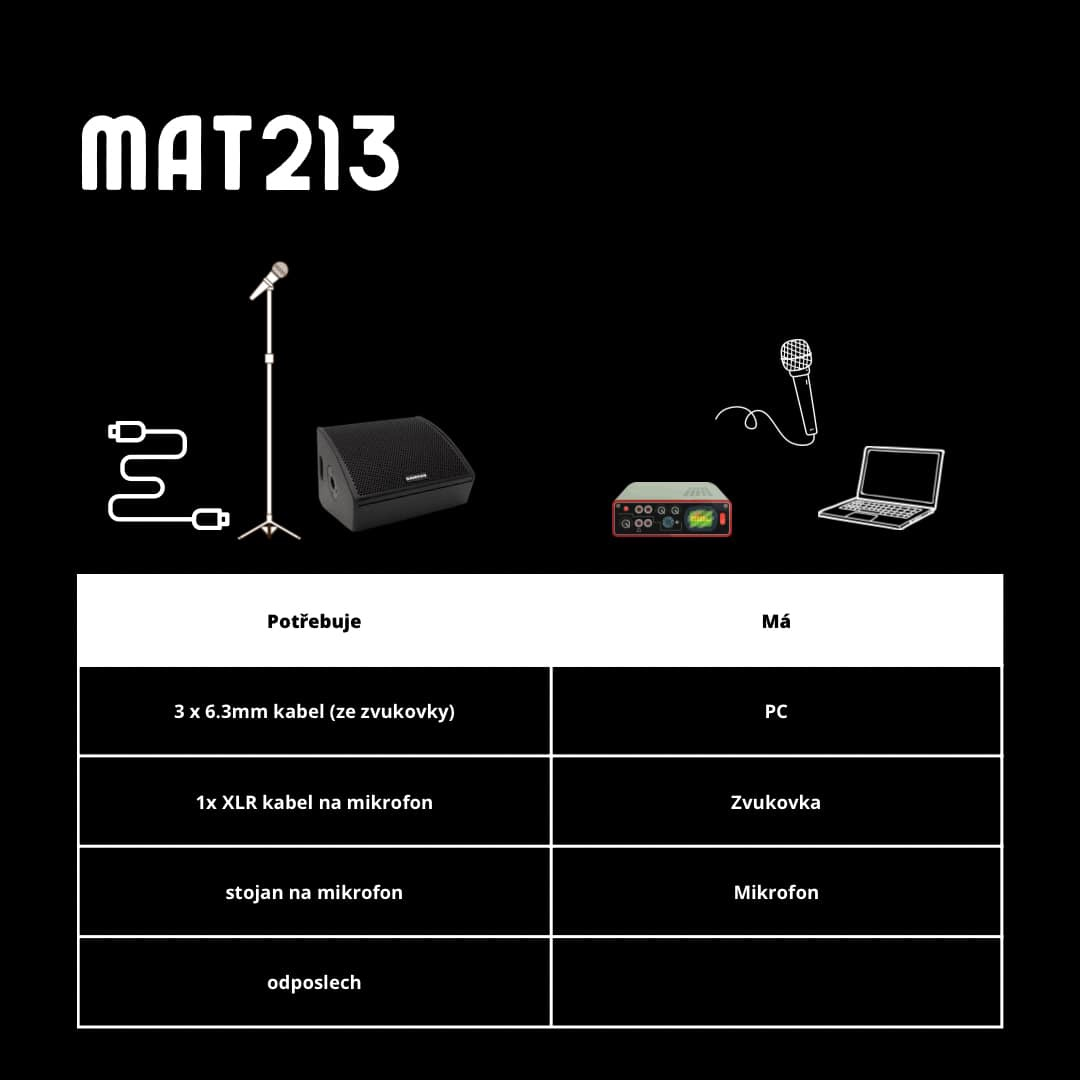 MAT213
Potřebuje
Má
3 x 6.3mm kabel (ze zvukovky)
PC
1x XLR kabel na mikrofon
Zvukovka
stojan na mikrofon
Mikrofon
odposlech